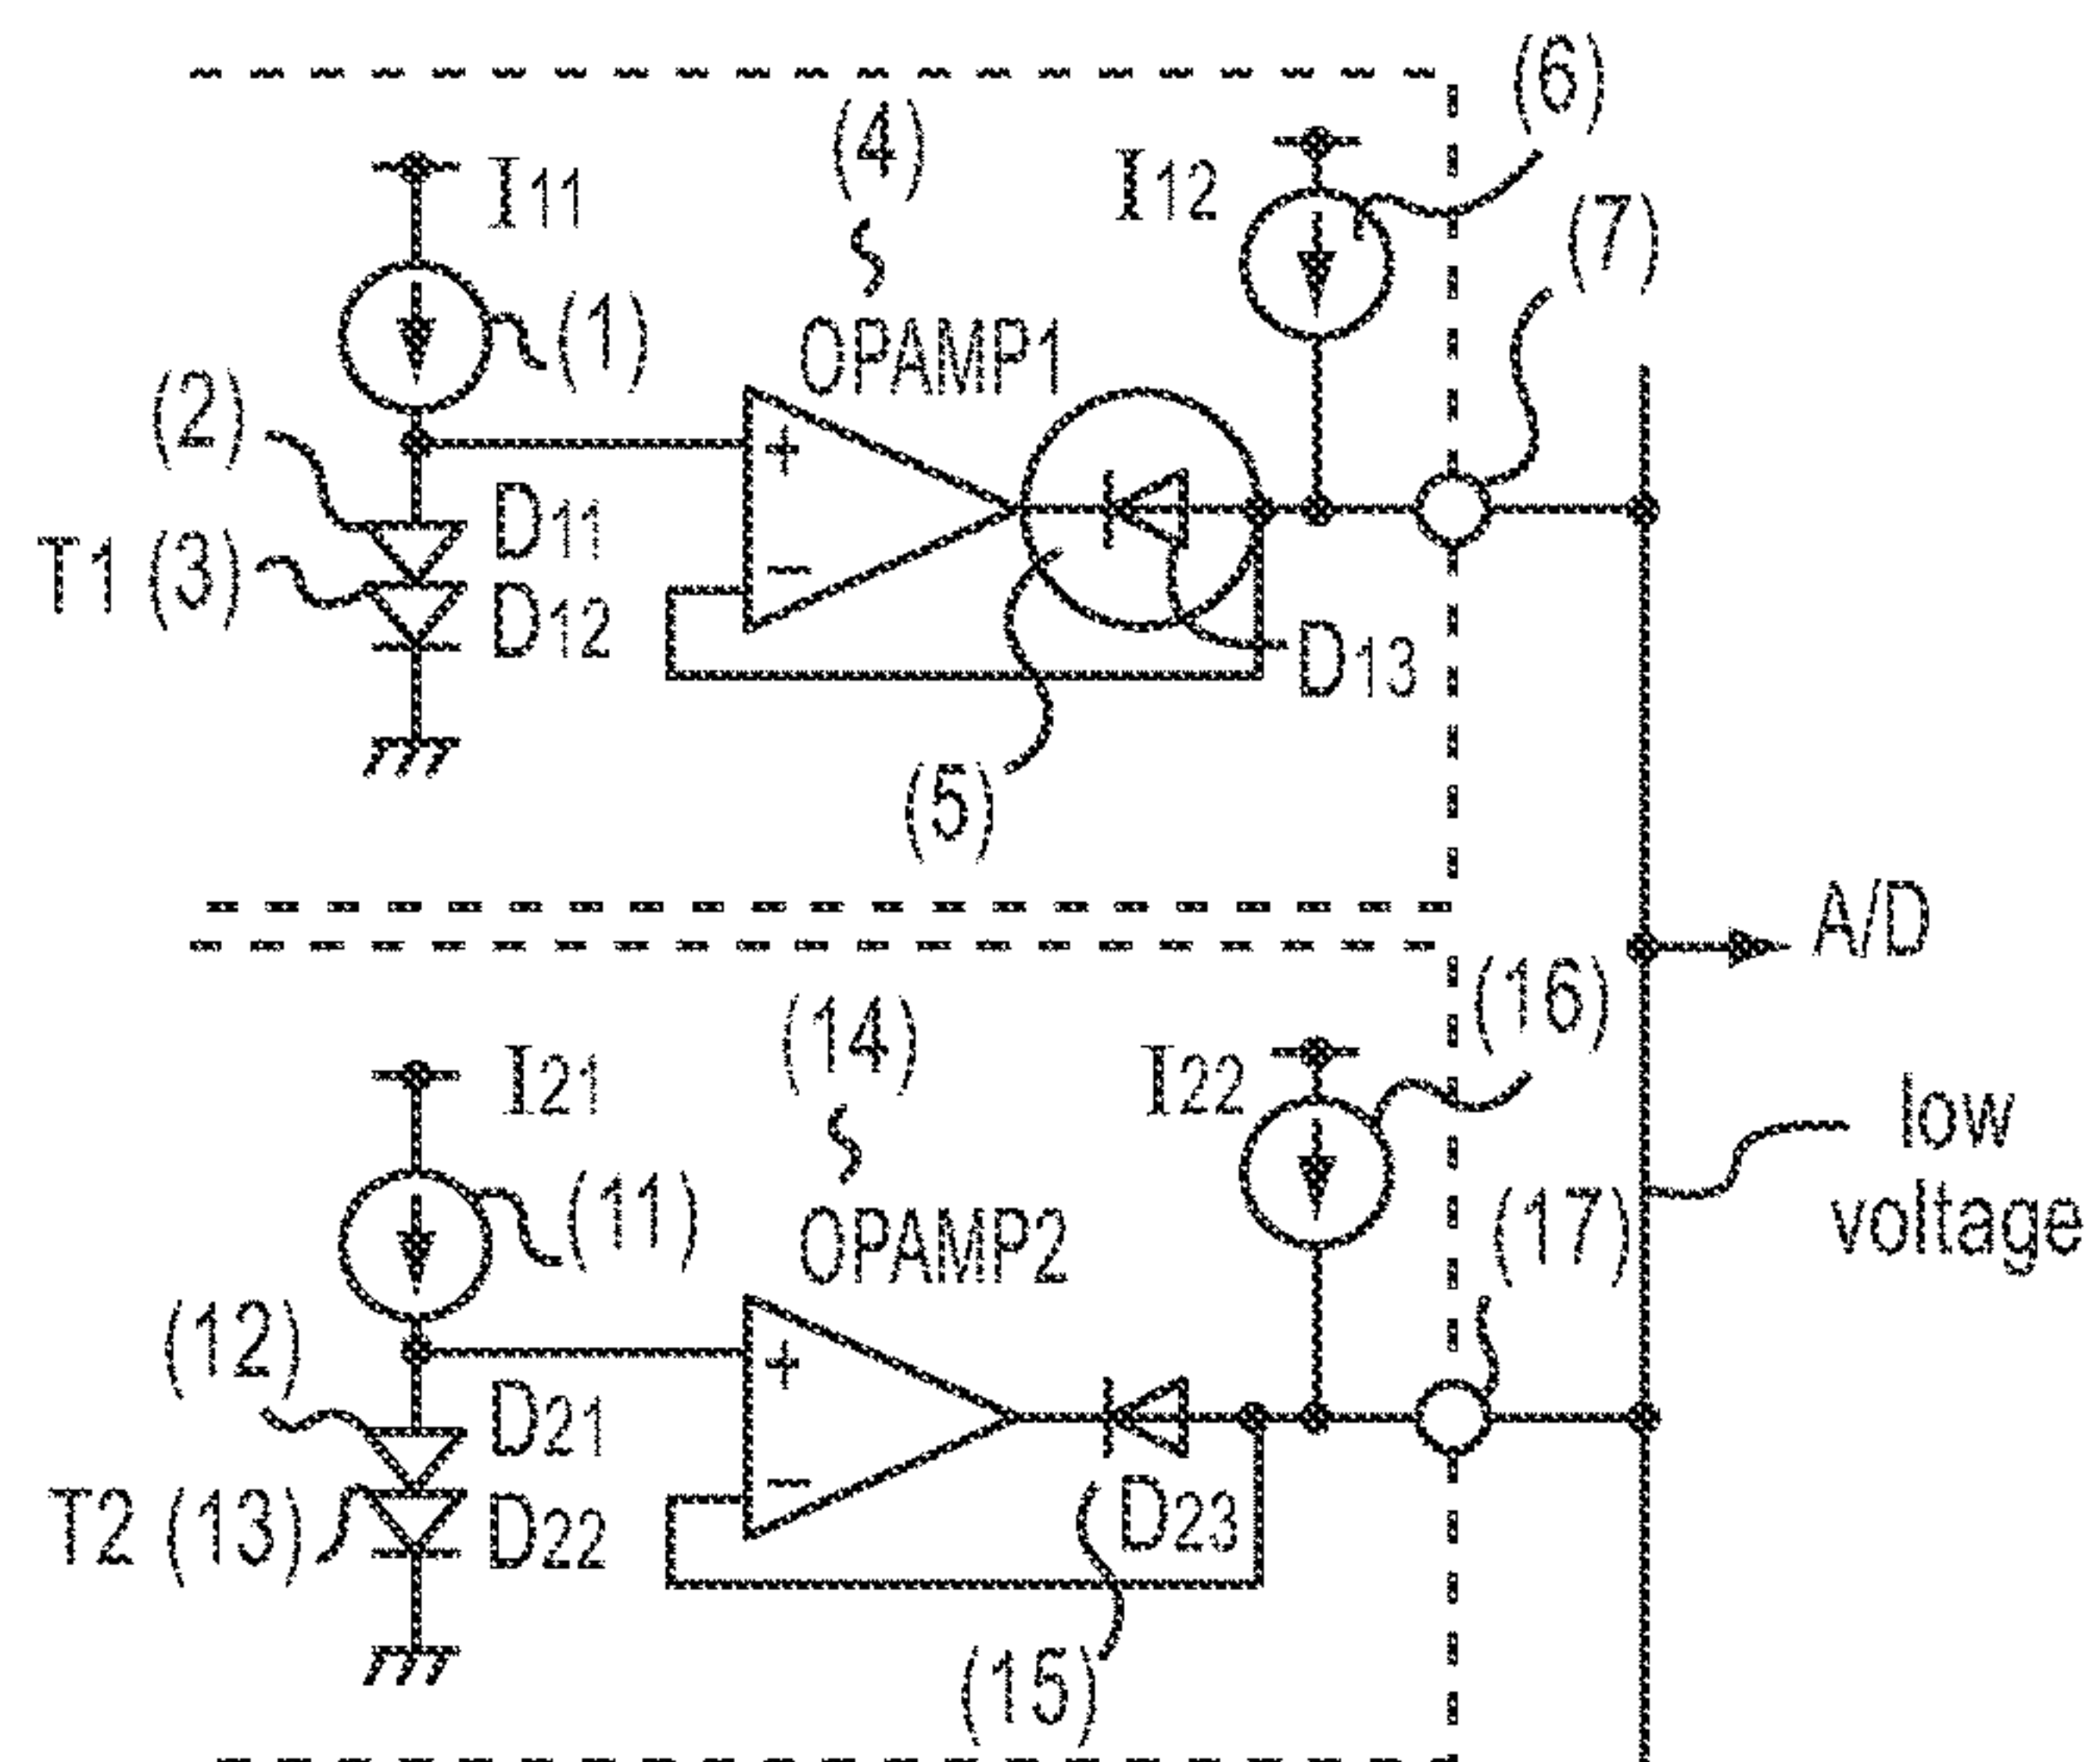 (6)
(4)
I11
I12
(7)
(1)
OPAMP1
(2)
+
D11
T1 (3)
−
D12
D13
(5)
A/D
(16)
(14)
I21
I22
low
voltage
(11)
(17)
OPAMP2
(12)
+
D21
−
D23
T2 (13)
D22
(15)